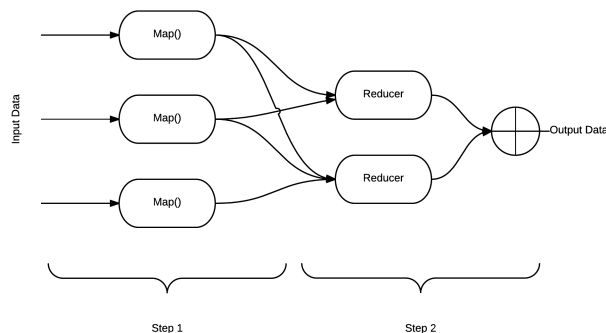 Input Data
Map()
Map()
Map()
Reducer
Reducer
Output Data
Step 1
Step 2